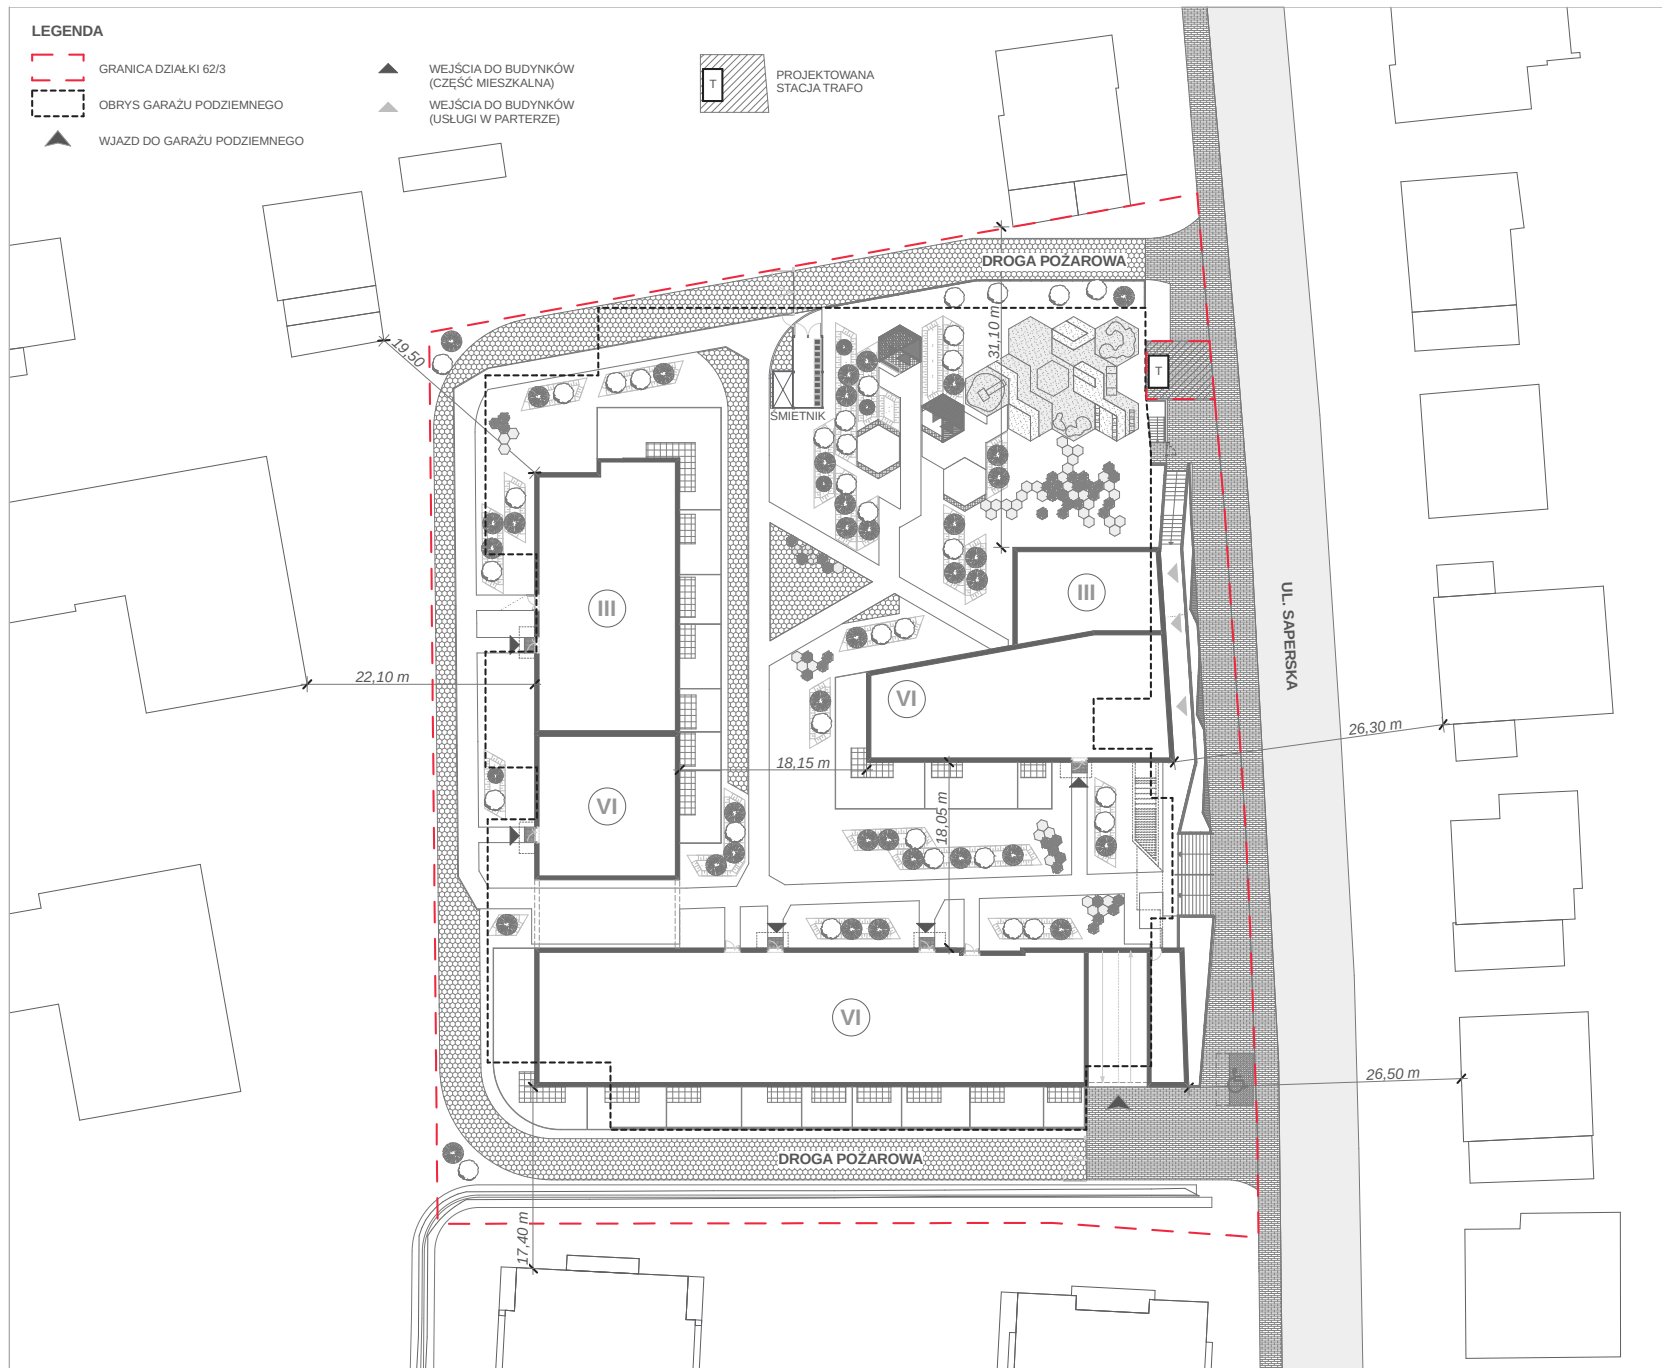 LEGENDA
GRANICA DZIAŁKI 62/3
OBRYS GARAŻU PODZIEMNEGO
WJAZD DO GARAŻU PODZIEMNEGO
WEJŚCIA DO BUDYNKÓW
(CZĘŚĆ MIESZKALNA)
WEJŚCIA DO BUDYNKÓW
(USŁUGI W PARTERZE)
T
PROJEKTOWANA
STACJA TRAFO
DROGA POŻAROWA
31,10 m
19,50
T
ŚMIETNIK
III
III
UL. SAPERSKA
22,10 m
VI
26,30 m
18,15 m
VI
18,05 m
VI
26,50 m
DROGA POŻAROWA
17,40 m